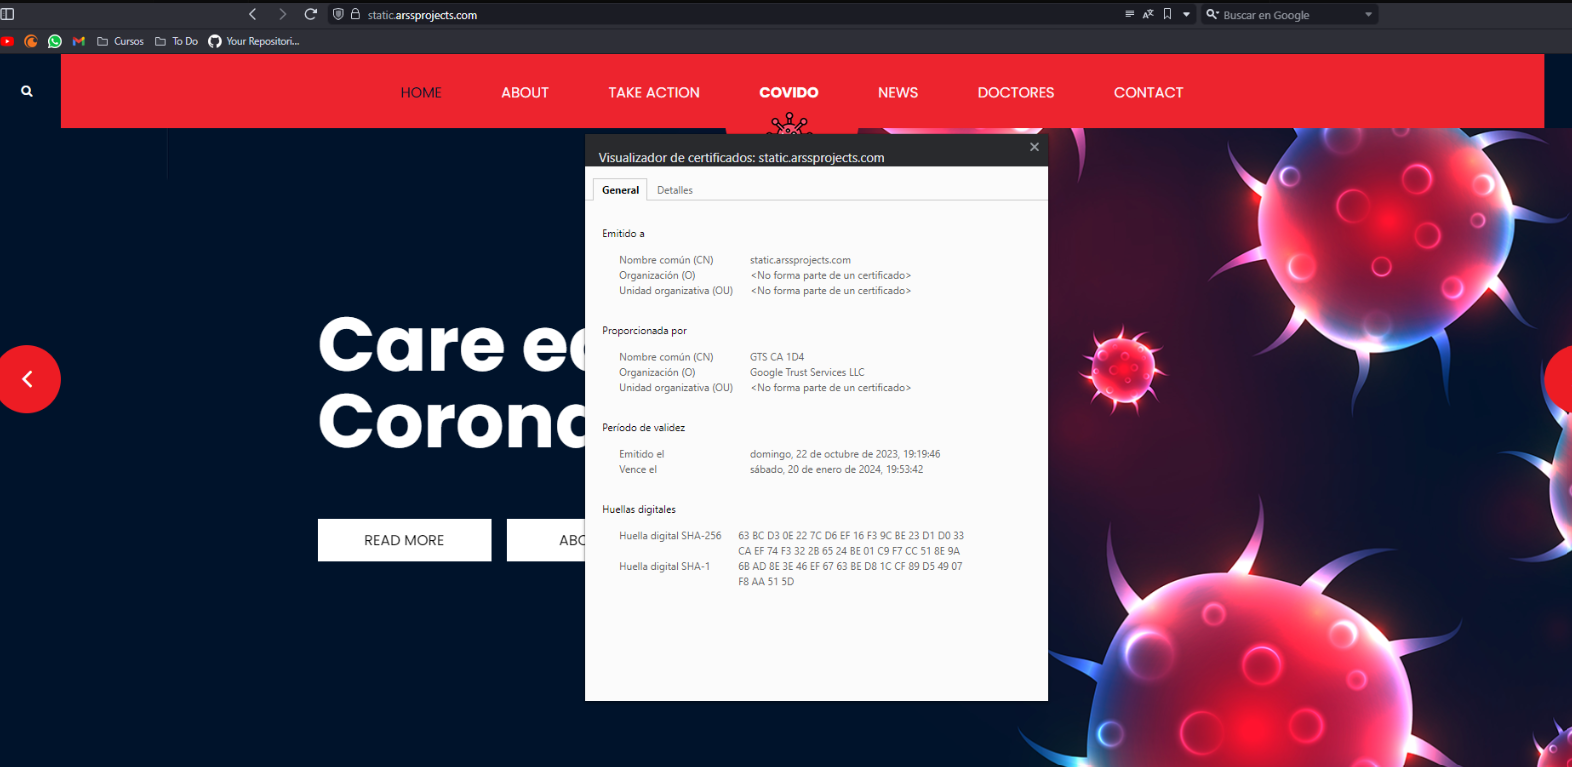 static.arssprojects.com
Buscar en Google
Cursos
To Do
Your Repositori...
HOME
ABOUT
TAKE ACTION
COVIDO
NEWS
DOCTORES
CONTACT
Visualizador de certificados: static.arssprojects.com
General
Detalles
Emitido a
Nombre común (CN) static.arssprojects.com
Organización (O) <No forma parte de un certificado>
Unidad organizativa (OU) <No forma parte de un certificado>
Proporcionada por
Nombre común (CN) GTS CA 1D4
Organización (O) Google Trust Services LLC
Unidad organizativa (OU) <No forma parte de un certificado>
Período de validez
Emitido el domingo, 22 de octubre de 2023, 19:19:46
Vence el sábado, 20 de enero de 2024, 19:53:42
Huellas digitales
Huella digital SHA-256 63 BC D3 0E 22 7C D6 EF 16 F3 9C BE 23 D1 D0 33
CA EF 74 F3 32 2B 65 24 BE 01 C9 F7 CC 51 8E 9A
Huella digital SHA-1 6B AD 8E 3E 46 EF 67 63 BE D8 1C CF 89 D5 49 07
F8 AA 51 5D
Care
Coron
READ MORE
ABO